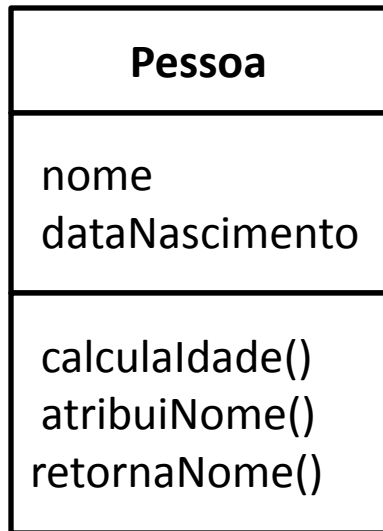 Pessoa
nome
dataNascimento
calculaIdade()
atribuiNome()
retornaNome()